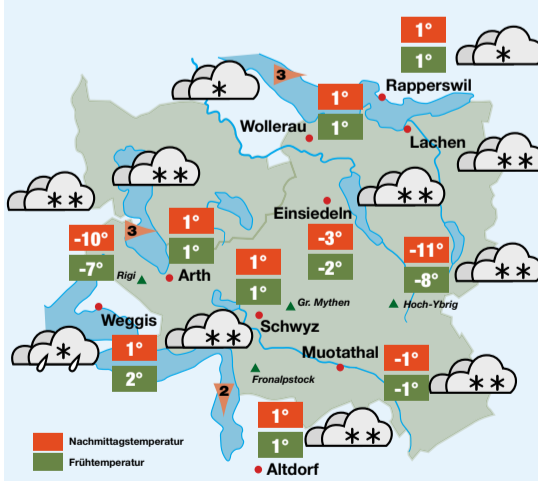 1°
1°
Rapperswil
3
1°
1°
Wollerau
Lachen
Einsiedeln
-3°
-2°
1°
1°
3
Arth
-10°
-7°
Rigi
-11°
-8°
Hoch-Ybrig
1°
1°
Gr. Mythen
Schwyz
Weggis
1°
2°
Muotathal
-1°
-1°
Fronalpstock
2
1°
1°
Altdorf
Nachmittagstemperatur
Frühtemperatur